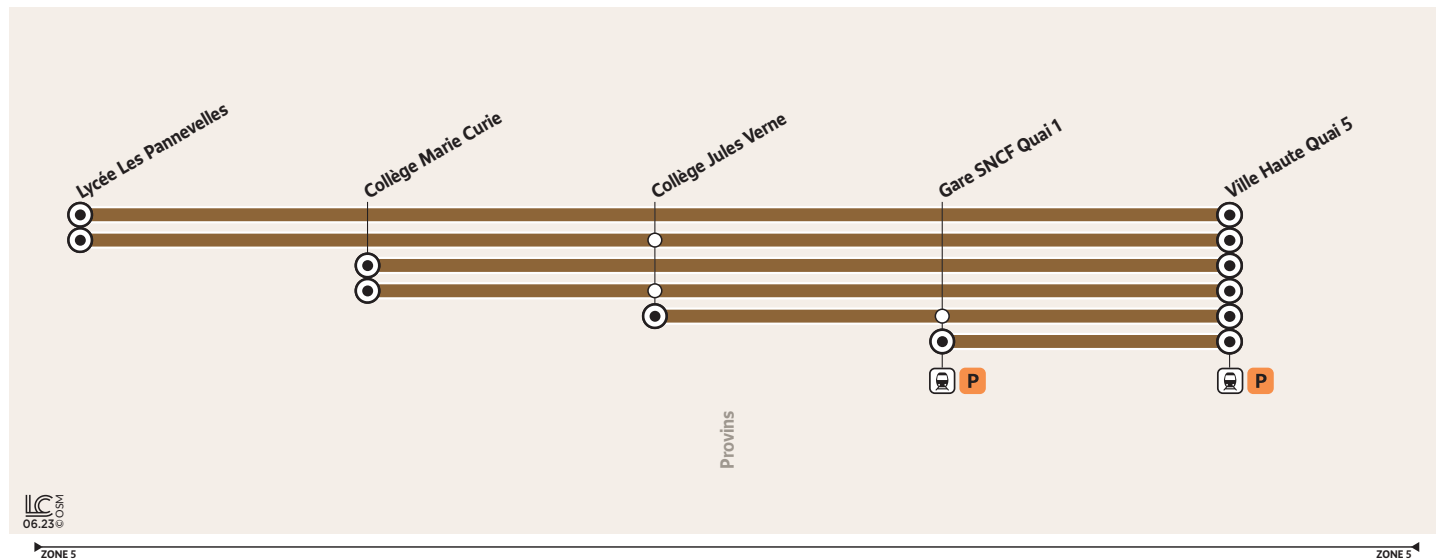 Lycée Les Pannevelles
Collège Marie Curie
Collège Jules Verne
Gare SNCF Quai 1
Ville Haute Quai 5
P
P
Provins
LC
06.23© OSM
ZONE 5
ZONE 5